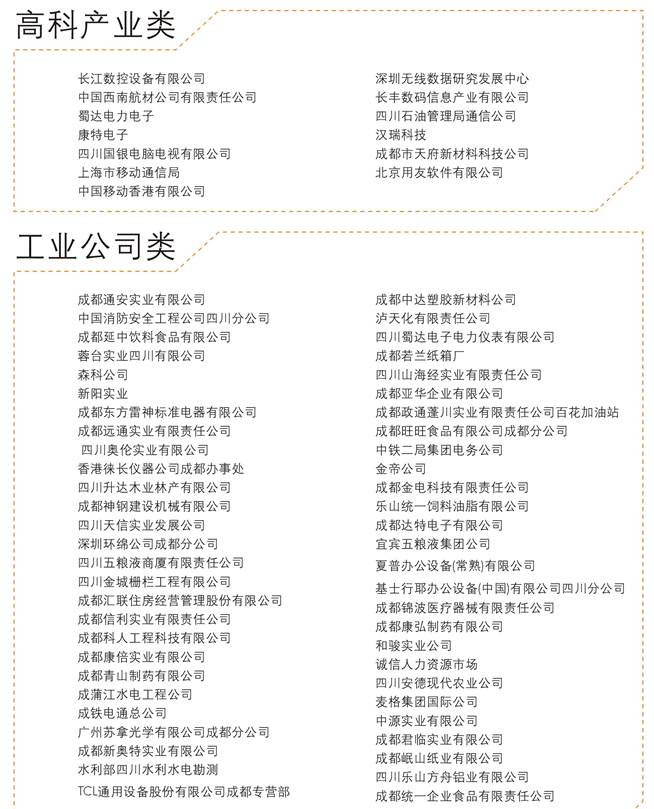 高科产业类
长江数控设备有限公司
中国西南航材公司有限责任公司
蜀达电力电子
康特电子
四川国银电脑电视有限公司
上海市移动通信局
中国移动香港有限公司
深圳无线数据研究发展中心
长丰数码信息产业有限公司
四川石油管理局通信公司
汉瑞科技
成都市天府新材料科技公司
北京用友软件有限公司
工业公司类
成都通安实业有限公司
中国消防安全工程公司四川分公司
成都延中饮料食品有限公司
蓉台实业四川有限公司
森科公司
新阳实业
成都东方雷神标准电器有限公司
成都远通实业有限责任公司
四川奥伦实业有限公司
香港徕长仪器公司成都办事处
四川升达木业林产有限公司
成都神钢建设机械有限公司
四川天信实业发展公司
深圳环绵公司成都分公司
四川五粮液商厦有限责任公司
四川金城栅栏工程有限公司
成都汇联住房经营管理股份有限公司
成都信利实业有限责任公司
成都科人工程科技有限公司
成都康倍实业有限公司
成都青山制药有限公司
成蒲江水电工程公司
成铁电通总公司
广州苏拿光学有限公司成都分公司
成都新奥特实业有限公司
水利部四川水利水电勘测
TCL通用设备股份有限公司成都专营部
成都中达塑胶新材料公司
泸天化有限责任公司
四川蜀达电子电力仪表有限公司
成都若兰纸箱厂
四川山海经实业有限责任公司
成都亚华企业有限公司
成都政通蓬川实业有限责任公司百花加油站
成都旺旺食品有限公司成都分公司
中铁二局集团电务公司
金帝公司
成都金电科技有限责任公司
乐山统一饲料油脂有限公司
成都达特电子有限公司
宜宾五粮液集团公司
夏普办公设备(常熟)有限公司
基士行耶办公设备(中国)有限公司四川分公司
成都锦波医疗器械有限责任公司
成都康弘制药有限公司
和骏实业公司
诚信人力资源市场
四川安德现代农业公司
麦格集团国际公司
中源实业有限公司
成都君临实业有限公司
成都岷山纸业有限公司
四川乐山方舟铝业有限公司
成都统一企业食品有限责任公司